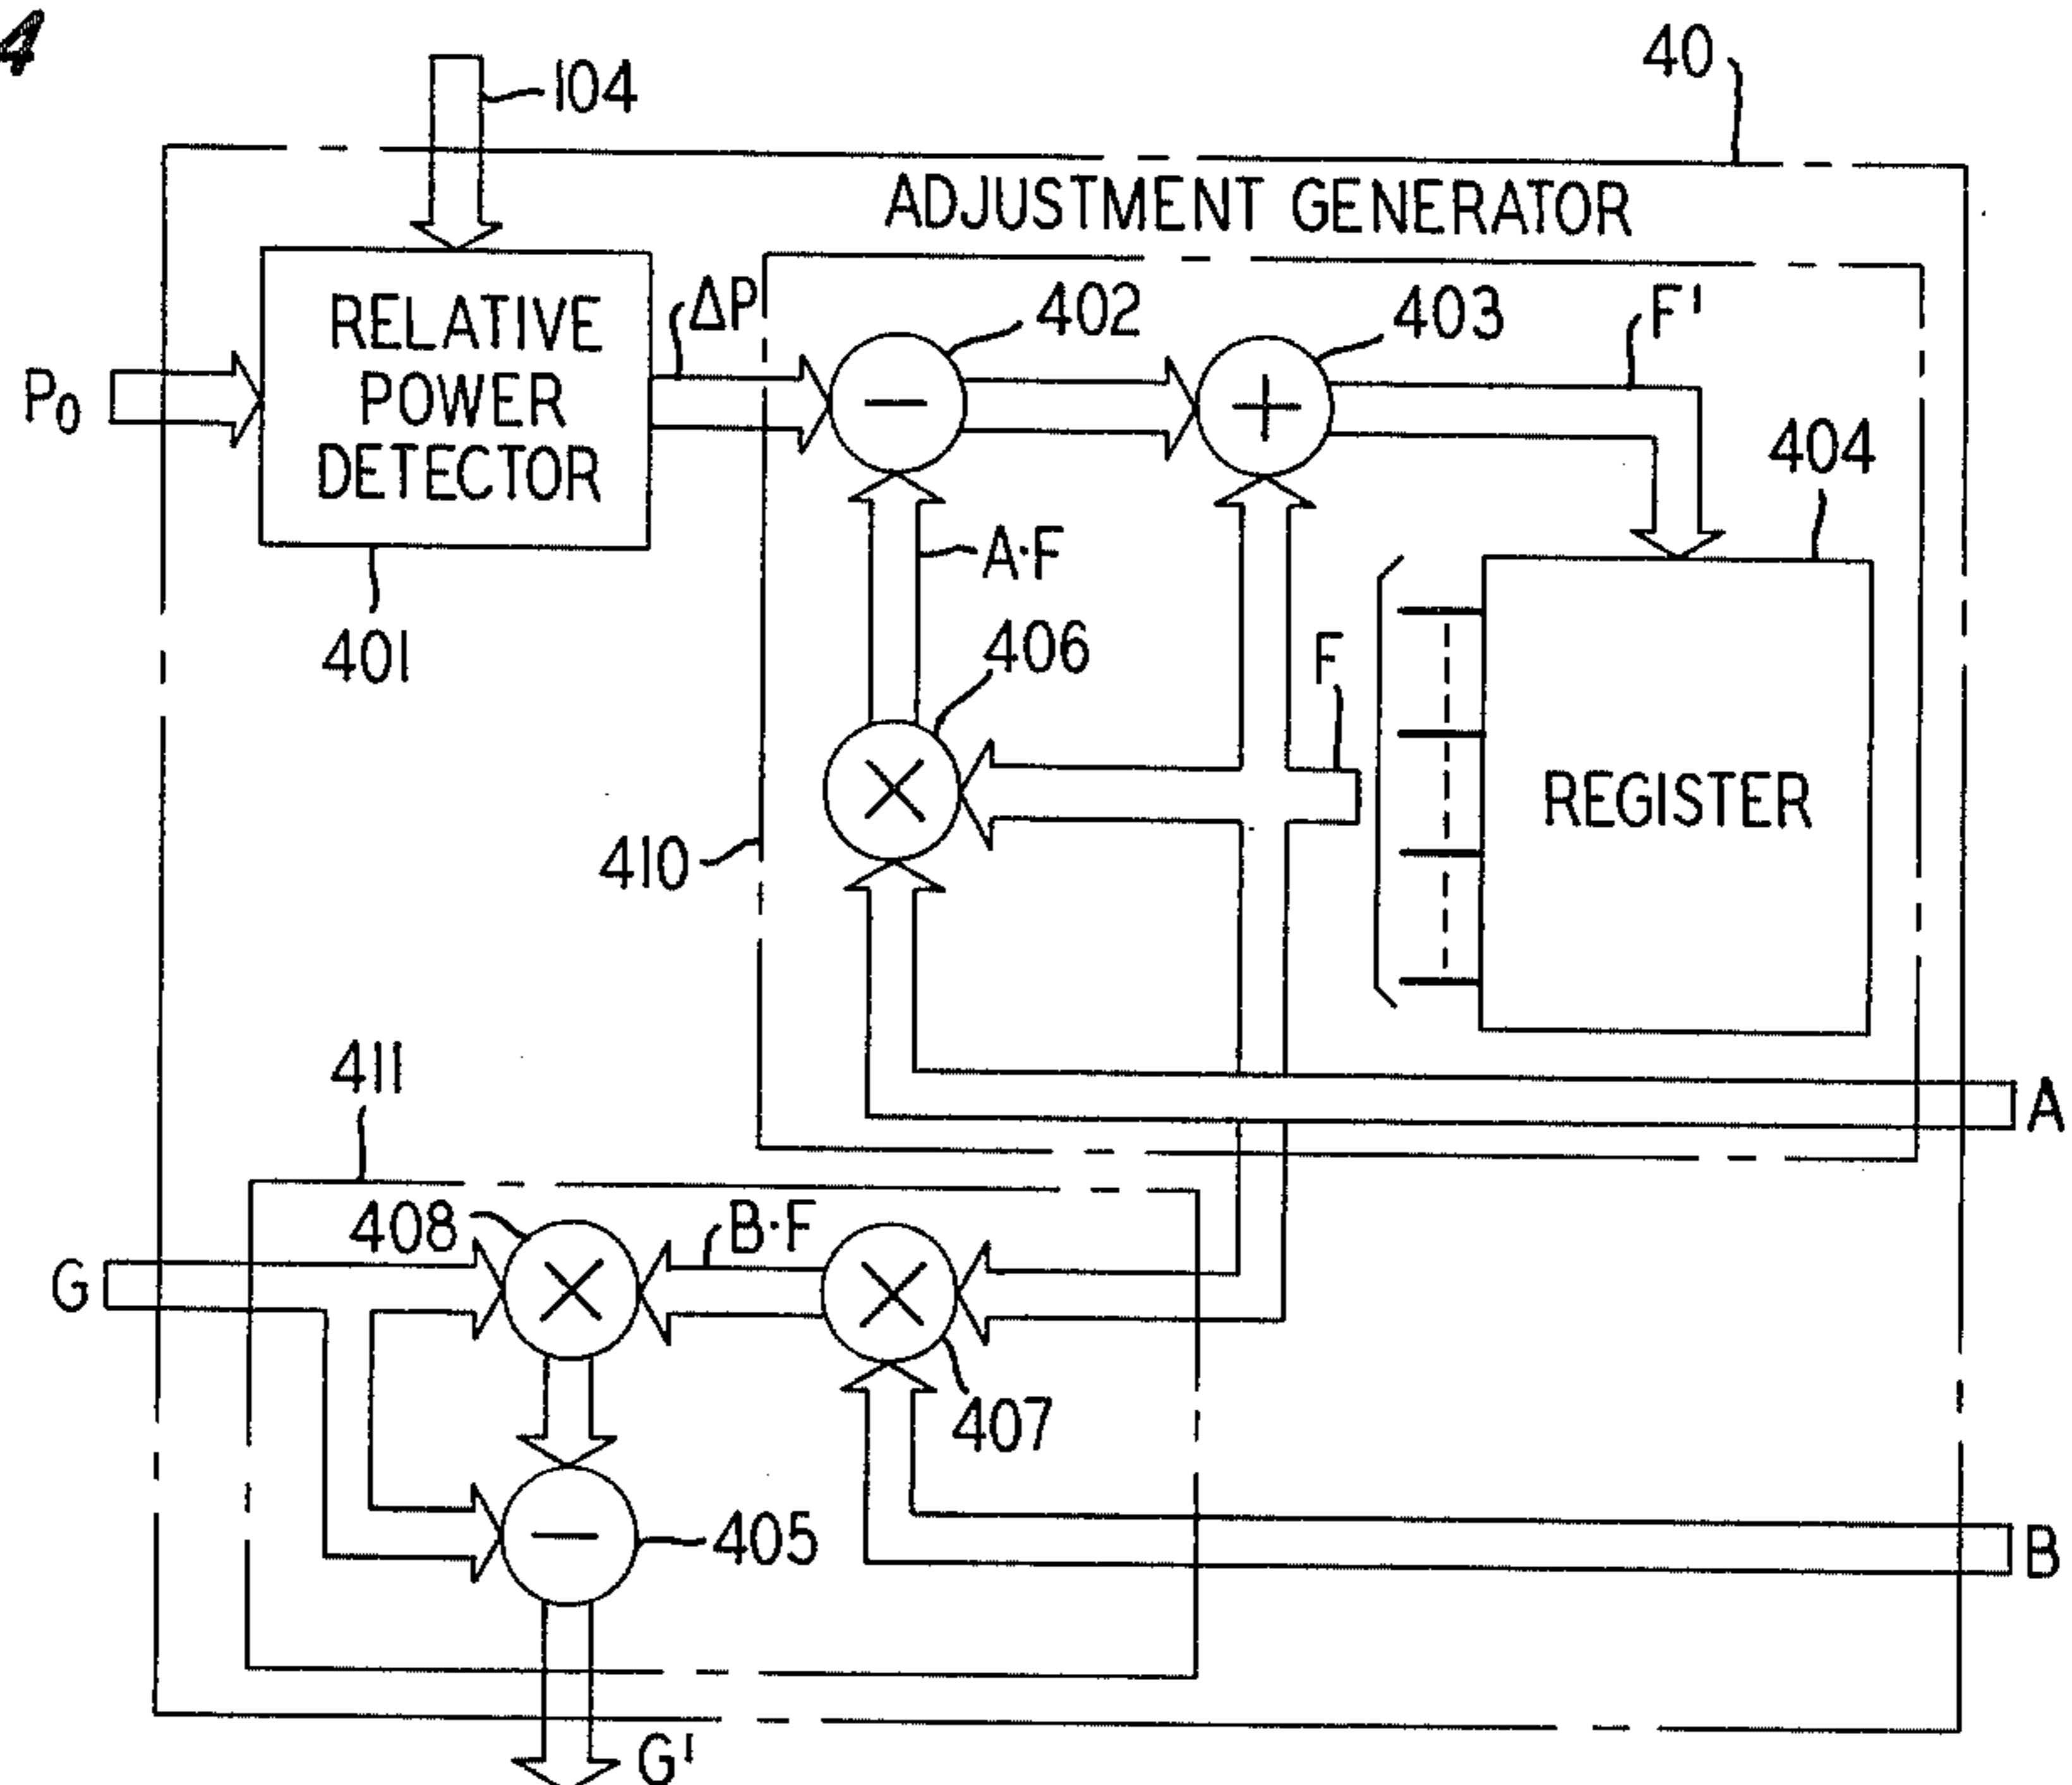 4
104
40
ADJUSTMENT GENERATOR
P0
RELATIVE
POWER
DETECTOR
401
ΔP
402
403
F'
404
A·F
406
F
REGISTER
410
A
411
408
B·F
G
407
405
B
G'